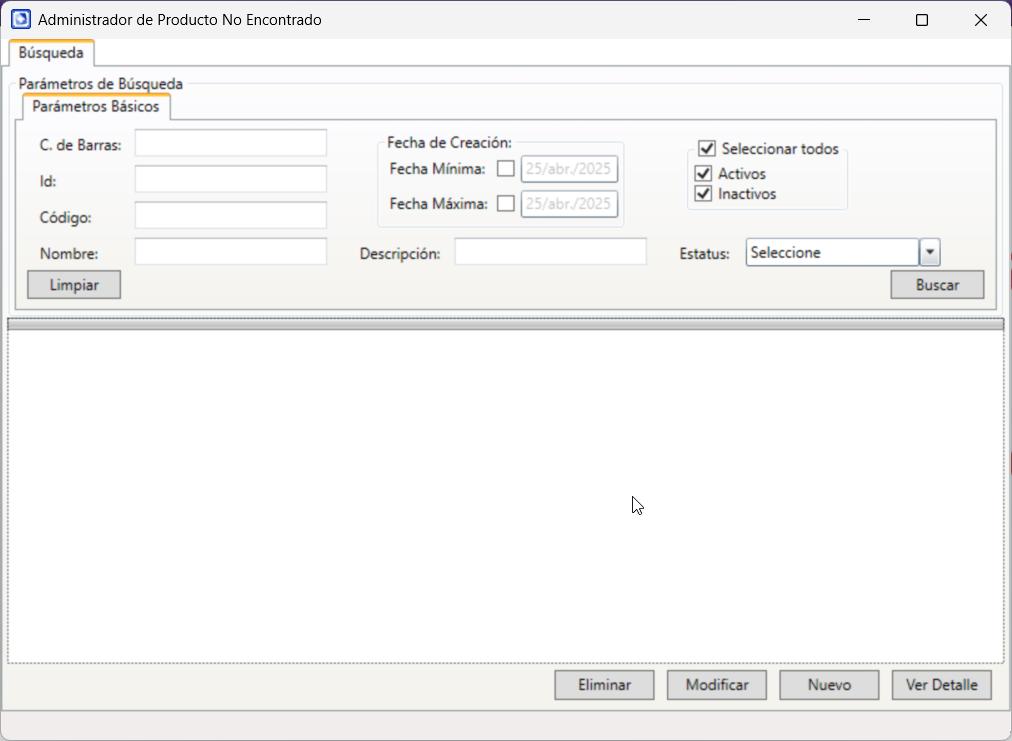 Administrador de Producto No Encontrado
Búsqueda
Parámetros de Búsqueda
Parámetros Básicos
C. de Barras:
Id:
Código:
Nombre:
Fecha de Creación:
Fecha Mínima: 25/abr./2025
Fecha Máxima: 25/abr./2025
Seleccionar todos
Activos
Inactivos
Descripción:
Estatus: Seleccione
Limpiar
Buscar
Eliminar
Modificar
Nuevo
Ver Detalle